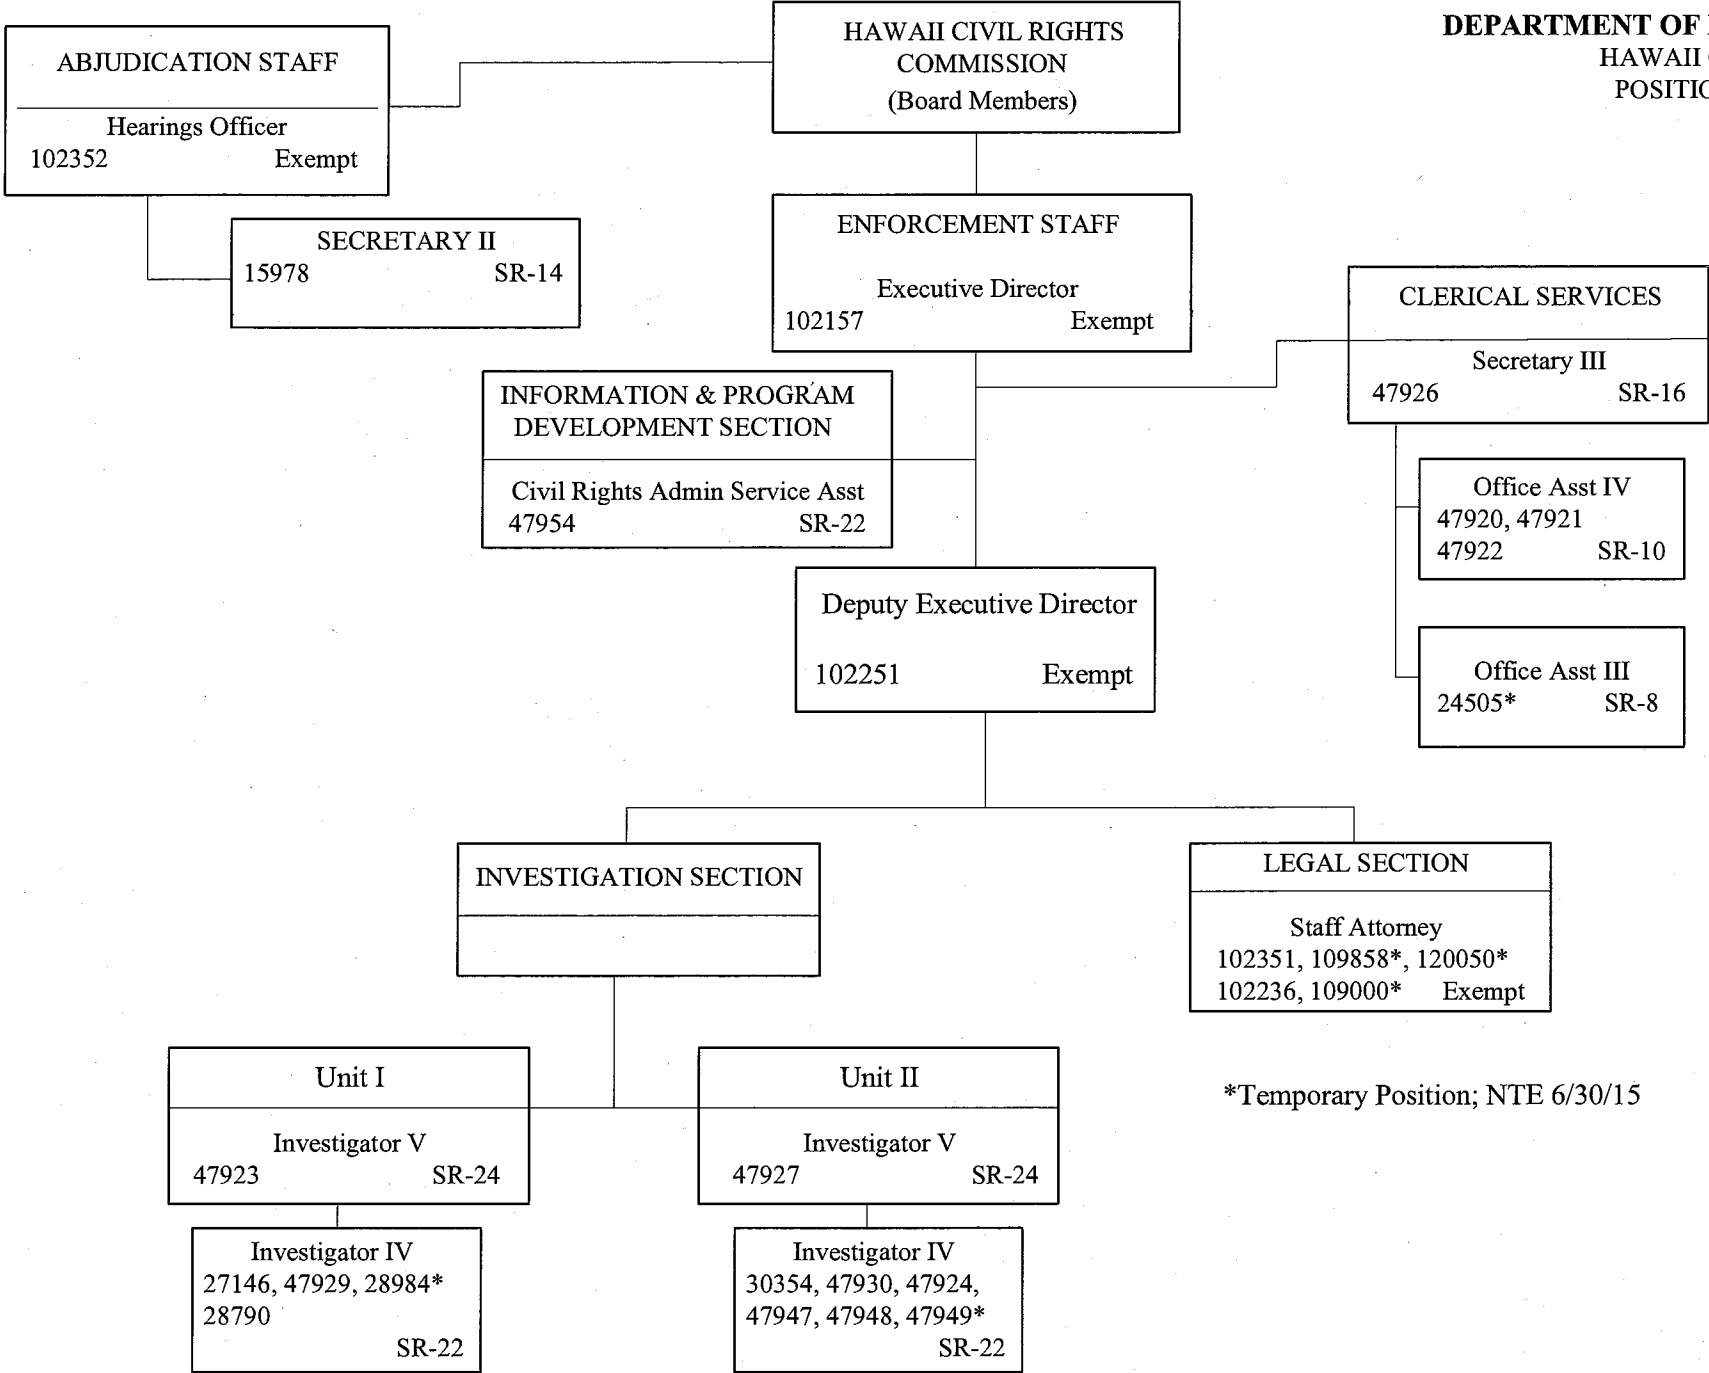 DEPARTMENT OF
HAWAII
POSITIO
HAWAII CIVIL RIGHTS
COMMISSION
(Board Members)
ABJUDICATION STAFF
Hearings Officer
102352 Exempt
SECRETARY II
15978 SR-14
ENFORCEMENT STAFF
Executive Director
102157 Exempt
CLERICAL SERVICES
Secretary III
47926 SR-16
INFORMATION & PROGRAM
DEVELOPMENT SECTION
Civil Rights Admin Service Asst
47954 SR-22
Office Asst IV
47920, 47921
47922 SR-10
Deputy Executive Director
102251 Exempt
Office Asst III
24505* SR-8
INVESTIGATION SECTION
LEGAL SECTION
Staff Attorney
102351, 109858*, 120050*
102236, 109000* Exempt
Unit I
Investigator V
47923 SR-24
Unit II
Investigator V
47927 SR-24
*Temporary Position; NTE 6/30/15
Investigator IV
27146, 47929, 28984*
28790
SR-22
Investigator IV
30354, 47930, 47924,
47947, 47948, 47949*
SR-22